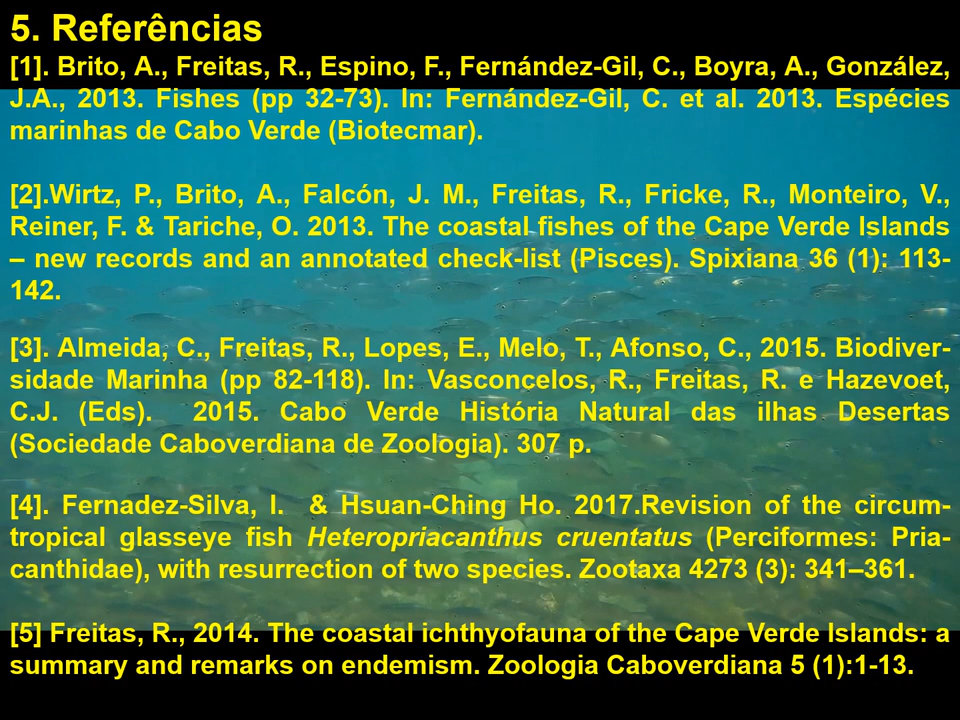 5. Referências
[1]. Brito, A., Freitas, R., Espino, F., Fernández-Gil, C., Boyra, A., González,
J.A., 2013. Fishes (pp 32-73). In: Fernández-Gil, C. et al. 2013. Espécies
marinhas de Cabo Verde (Biotecmar).
[2].Wirtz, P., Brito, A., Falcón, J. M., Freitas, R., Fricke, R., Monteiro, V.,
Reiner, F. & Tariche, O. 2013. The coastal fishes of the Cape Verde Islands
– new records and an annotated check-list (Pisces). Spixiana 36 (1): 113-
142.
[3]. Almeida, C., Freitas, R., Lopes, E., Melo, T., Afonso, C., 2015. Biodiver-
sidade Marinha (pp 82-118). In: Vasconcelos, R., Freitas, R. e Hazevoet,
C.J. (Eds).  2015. Cabo Verde História Natural das ilhas Desertas
(Sociedade Caboverdiana de Zoologia). 307 p.
[4]. Fernadez-Silva, I.  & Hsuan-Ching Ho. 2017.Revision of the circum-
tropical glasseye fish Heteropriacanthus cruentatus (Perciformes: Pria-
canthidae), with resurrection of two species. Zootaxa 4273 (3): 341–361.
[5] Freitas, R., 2014. The coastal ichthyofauna of the Cape Verde Islands: a
summary and remarks on endemism. Zoologia Caboverdiana 5 (1):1-13.